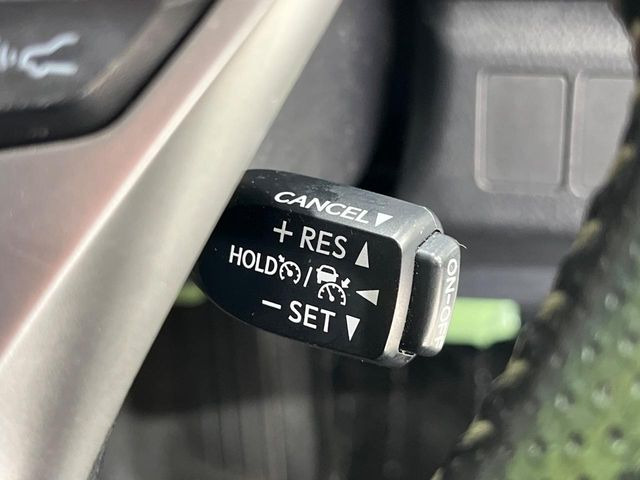 CANCEL▼
+RES▲
HOLD / ◀
−SET▼
ON-OFF